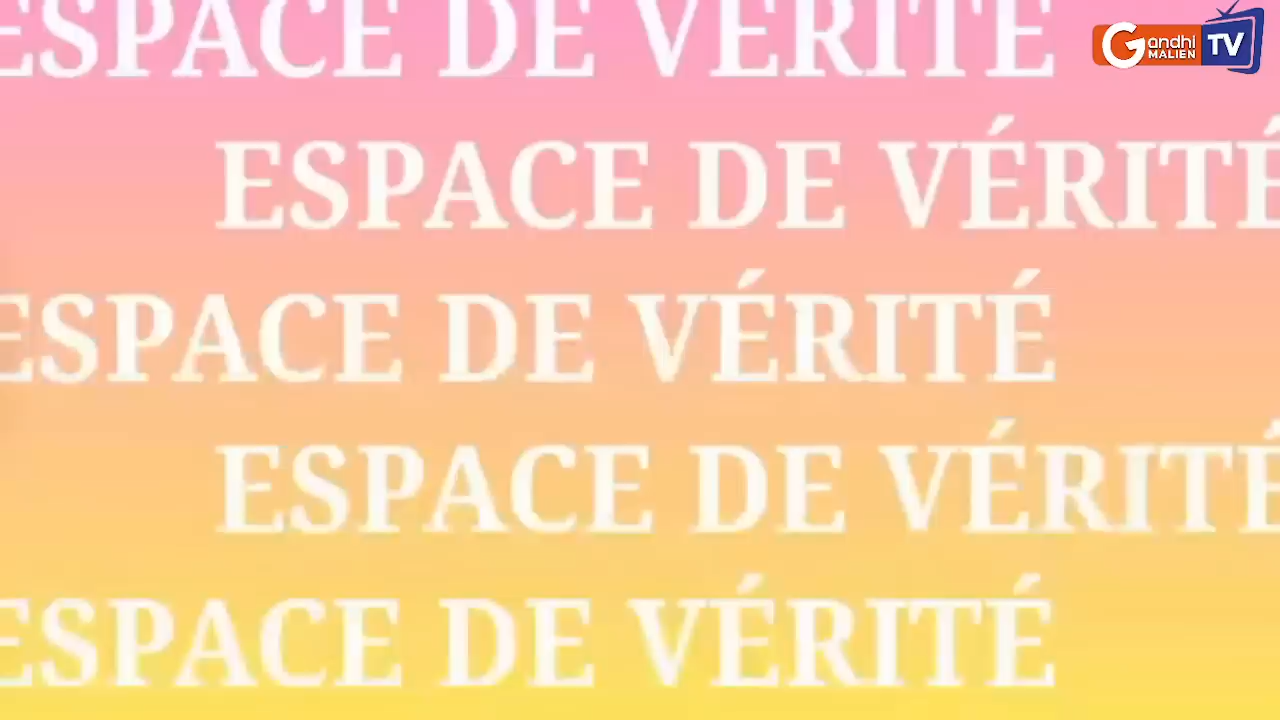 ESPACE DE VÉRITÉ
Gandhi
MALIEN
TV
ESPACE DE VÉRITÉ
ESPACE DE VÉRITÉ
ESPACE DE VÉRITÉ
ESPACE DE VÉRITÉ